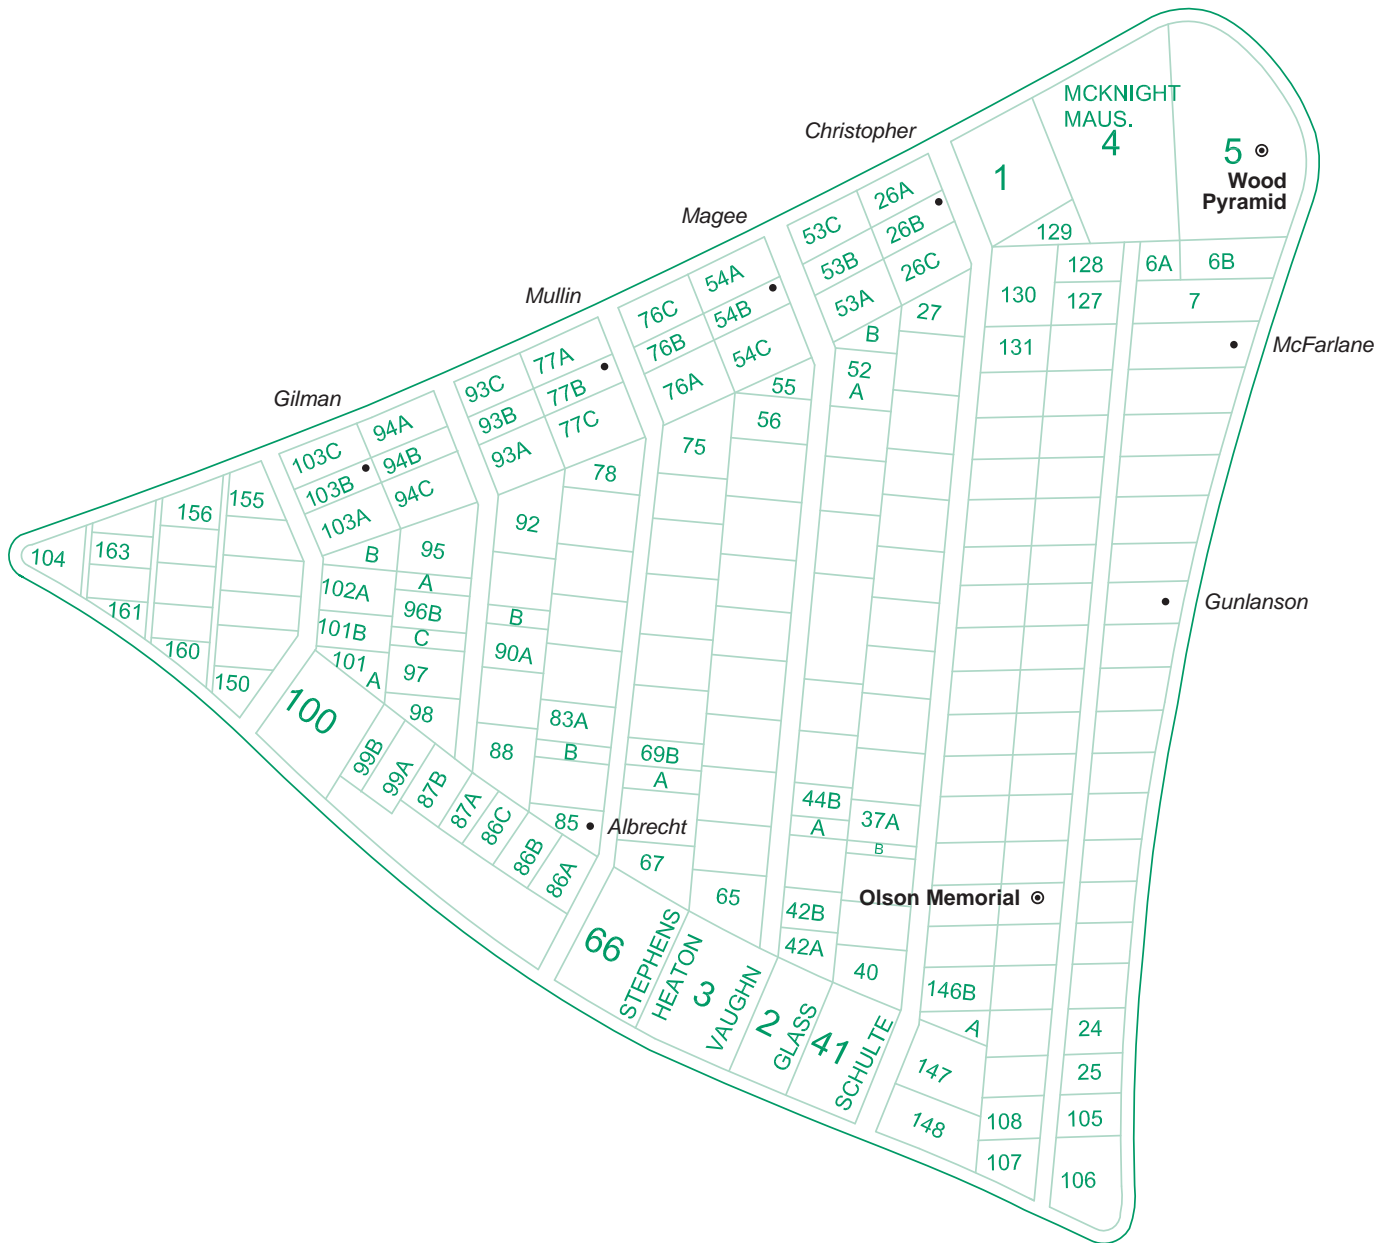 MCKNIGHT
MAUS.
4
Christopher
5
Wood
Pyramid
1
26A
53C
Magee
26B
129
53B
26C
128
6A
6B
54A
Mullin
53A
130
127
7
76C
54B
27
B
76B
54C
131
McFarlane
77A
52
A
93C
77B
76A
55
Gilman
93B
77C
56
94A
93A
75
103C
94B
78
103B
94C
155
156
103A
92
163
B
95
104
102A
A
Gunlanson
161
96B
B
101B
C
160
101
A
97
90A
150
100
98
83A
99B
99A
88
B
69B
A
87B
87A
44B
A
37A
B
86C
85
Albrecht
86B
86A
67
65
42B
Olson Memorial
42A
66
STEPHENS
HEATON
3
VAUGHN
40
146B
2
GLASS
41
SCHULTE
A
24
147
25
148
108
105
107
106